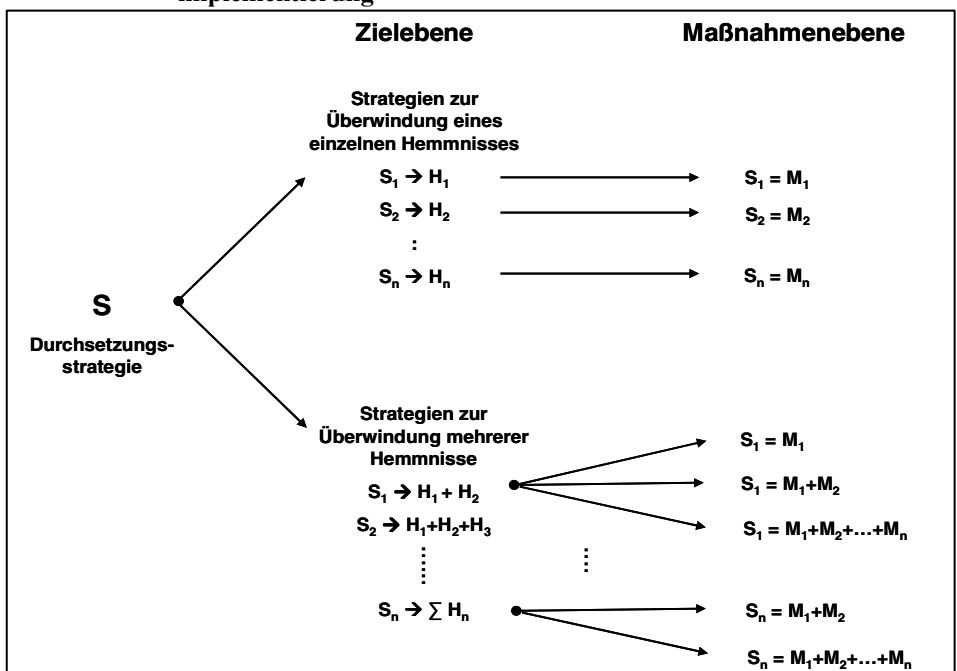 Implementierung
Zielebene Maßnahmenebene
Strategien zur
Überwindung eines
einzelnen Hemmnisses
S₁ → H₁ S₁ = M₁
S₂ → H₂ S₂ = M₂
:
Sₙ → Hₙ Sₙ = Mₙ
S
Durchsetzungs-
strategie
Strategien zur
Überwindung mehrerer
Hemmnisse
S₁ = M₁
S₁ → H₁ + H₂ S₁ = M₁+M₂
S₂ → H₁+H₂+H₃ S₁ = M₁+M₂+…+Mₙ
Sₙ → ∑ Hₙ Sₙ = M₁+M₂
Sₙ = M₁+M₂+…+Mₙ